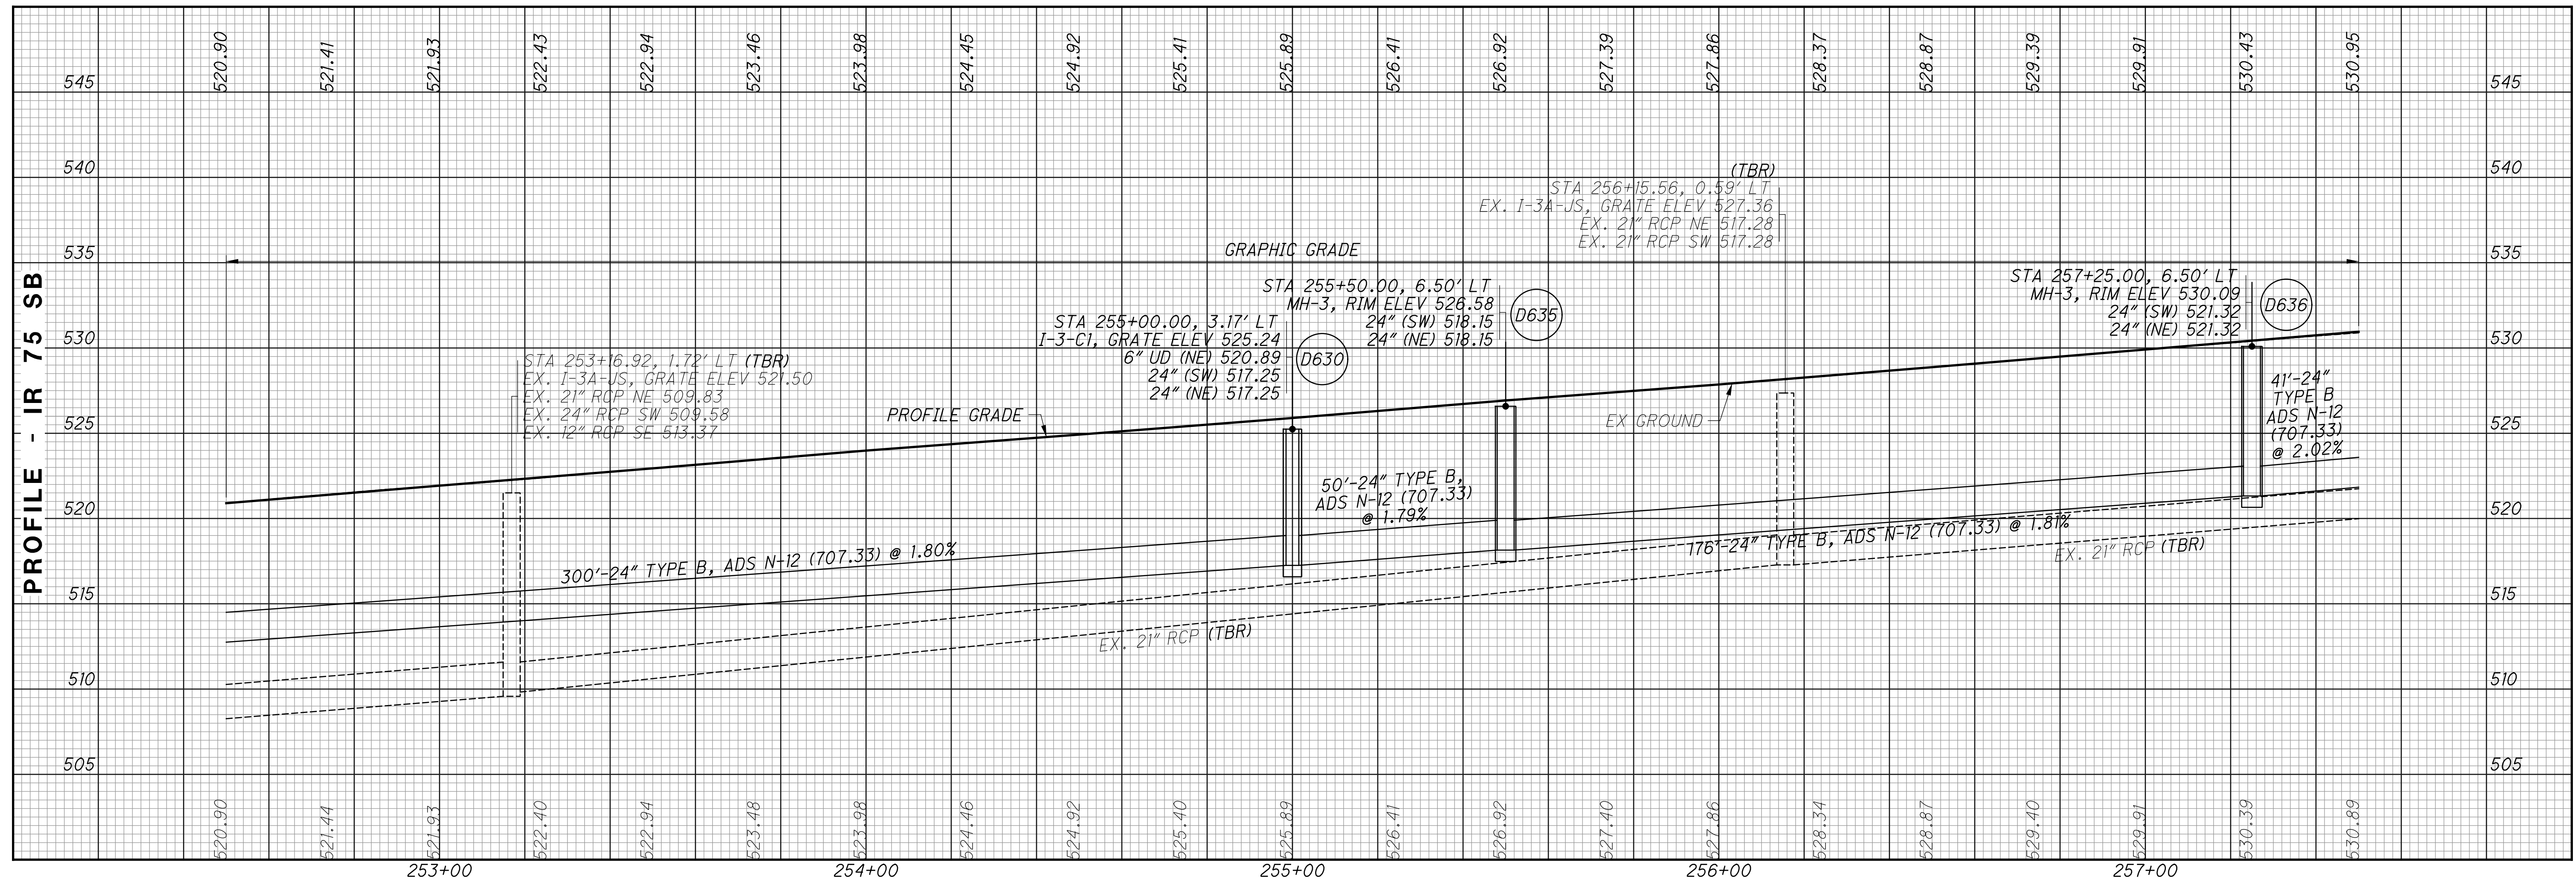 520.90 521.41 521.93 522.43 522.94 523.46 523.98 524.45 524.92 525.41 525.89 526.41 526.92 527.39 527.86 528.37 528.87 529.39 529.91 530.43 530.95
545 545
540 540
535 535
530 530
525 525
520 520
515 515
510 510
505 505
PROFILE - IR 75 SB
GRAPHIC GRADE
(TBR)
STA 256+15.56, 0.59' LT
EX. I-3A-JS, GRATE ELEV 527.36
EX. 21" RCP NE 517.28
EX. 21" RCP SW 517.28
STA 257+25.00, 6.50' LT
MH-3, RIM ELEV 530.09
24" (SW) 521.32
24" (NE) 521.32
D636
STA 255+50.00, 6.50' LT
MH-3, RIM ELEV 526.58
24" (SW) 518.15
24" (NE) 518.15
D635
STA 255+00.00, 3.17' LT
I-3-C1, GRATE ELEV 525.24
6" UD (NE) 520.89
24" (SW) 517.25
24" (NE) 517.25
D630
STA 253+16.92, 1.72' LT (TBR)
EX. I-3A-JS, GRATE ELEV 521.50
EX. 21" RCP NE 509.83
EX. 24" RCP SW 509.58
EX. 12" RCP SE 513.37
PROFILE GRADE
EX GROUND
41'-24"
TYPE B
ADS N-12
(707.33)
@ 2.02%
50'-24" TYPE B,
ADS N-12 (707.33)
@ 1.79%
300'-24" TYPE B, ADS N-12 (707.33) @ 1.80%
176'-24" TYPE B, ADS N-12 (707.33) @ 1.81%
EX. 21" RCP (TBR)
EX. 21" RCP (TBR)
520.90 521.44 521.93 522.40 522.94 523.48 523.98 524.46 524.92 525.40 525.89 526.41 526.92 527.40 527.86 528.34 528.87 529.40 529.91 530.39 530.89
253+00 254+00 255+00 256+00 257+00